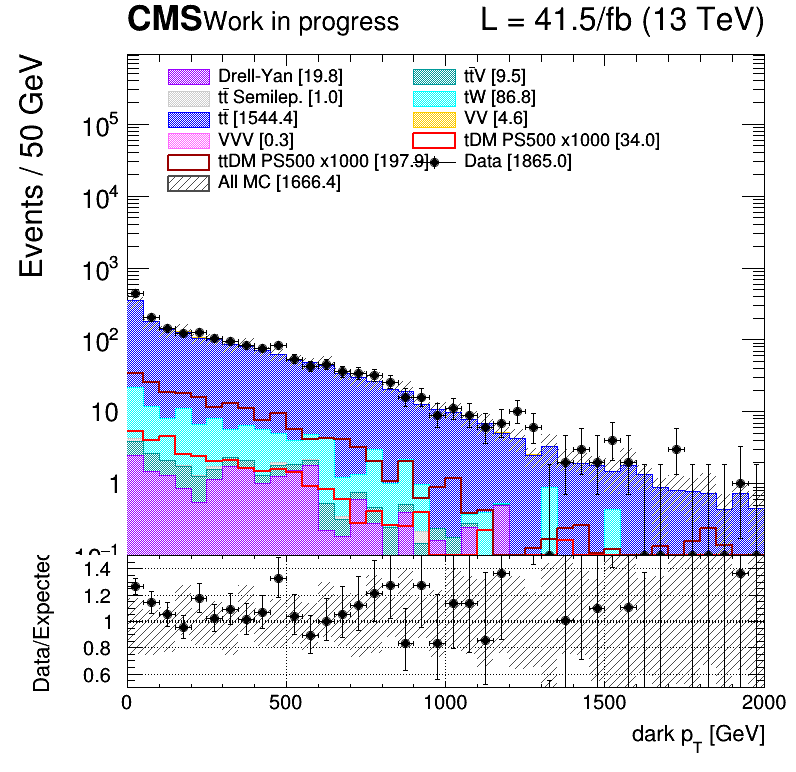 CMS Work in progress L = 41.5/fb (13 TeV)
Events / 50 GeV
Drell-Yan [19.8] tt̄V [9.5]
tt̄ Semilep. [1.0] tW [86.8]
tt̄ [1544.4] VV [4.6]
VVV [0.3] tDM PS500 x1000 [34.0]
ttDM PS500 x1000 [197.9] Data [1865.0]
All MC [1666.4]
10⁵
10⁴
10³
10²
10
1
10⁻¹
Data/Expected
1.4
1.2
1
0.8
0.6
0 500 1000 1500 2000
dark p_T [GeV]